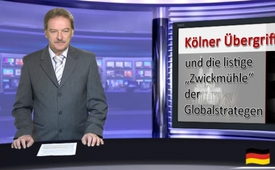 Kölner Übergriff
und die listige
„Zwickmühle"
der
Globalstrategen